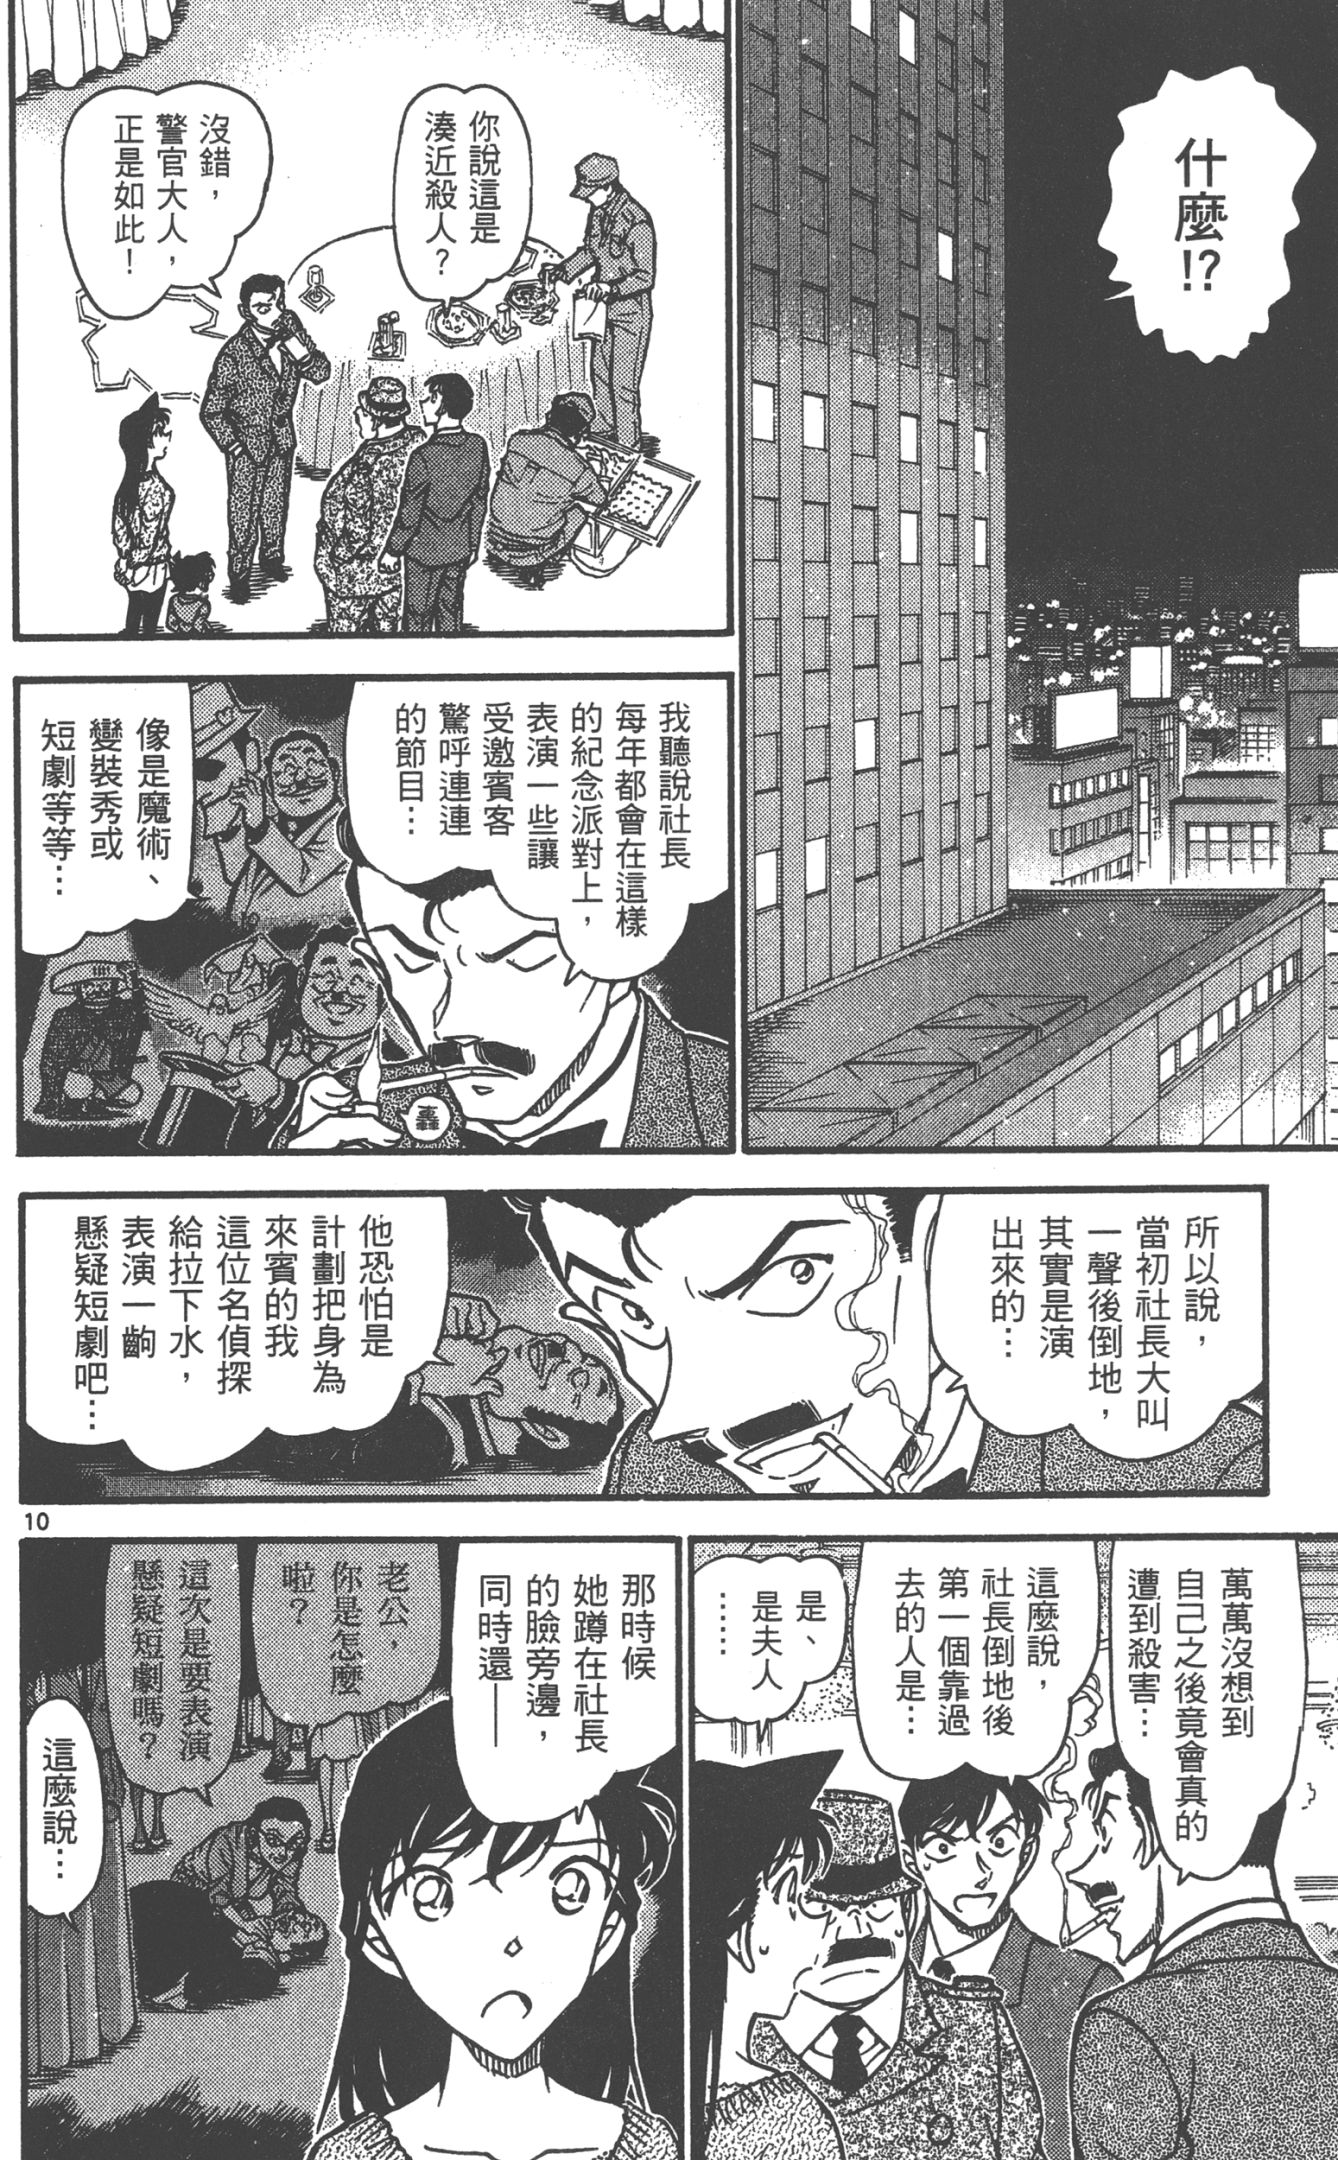 什麼!?
你說這是
湊近殺人？
沒錯，
警官大人，
正是如此！
我聽說社長
每年都會在這樣
的紀念派對上，
表演一些讓
受邀賓客
驚呼連連
的節目…
像是魔術、
變裝秀或
短劇等等…
轟
所以說，
當初社長大叫
一聲後倒地，
其實是演
出來的…
他恐怕是
計劃把身為
來賓的我
這位名偵探
給拉下水，
表演一齣
懸疑短劇吧…
萬萬沒想到
自己之後竟會真的
遭到殺害…
這麼說，
社長倒地後
第一個靠過
去的人是…
是、
是夫人
……
那時候
她蹲在社長
的臉旁邊，
同時還——
老公，
你是怎麼
啦？
這次是要表演
懸疑短劇嗎？
這麼說…
10